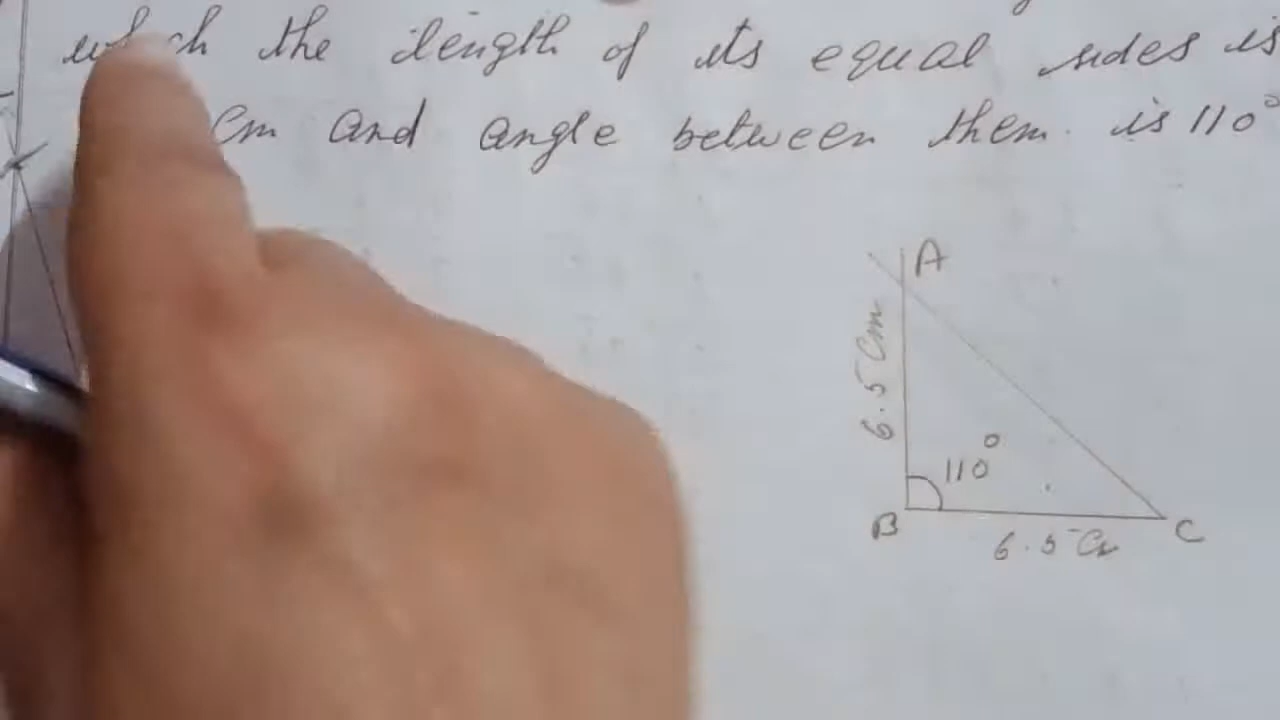 which the length of its equal sides is
cm and angle between them. is 110°
A
6.5 Cm
110°
B
6.5 Cm
C